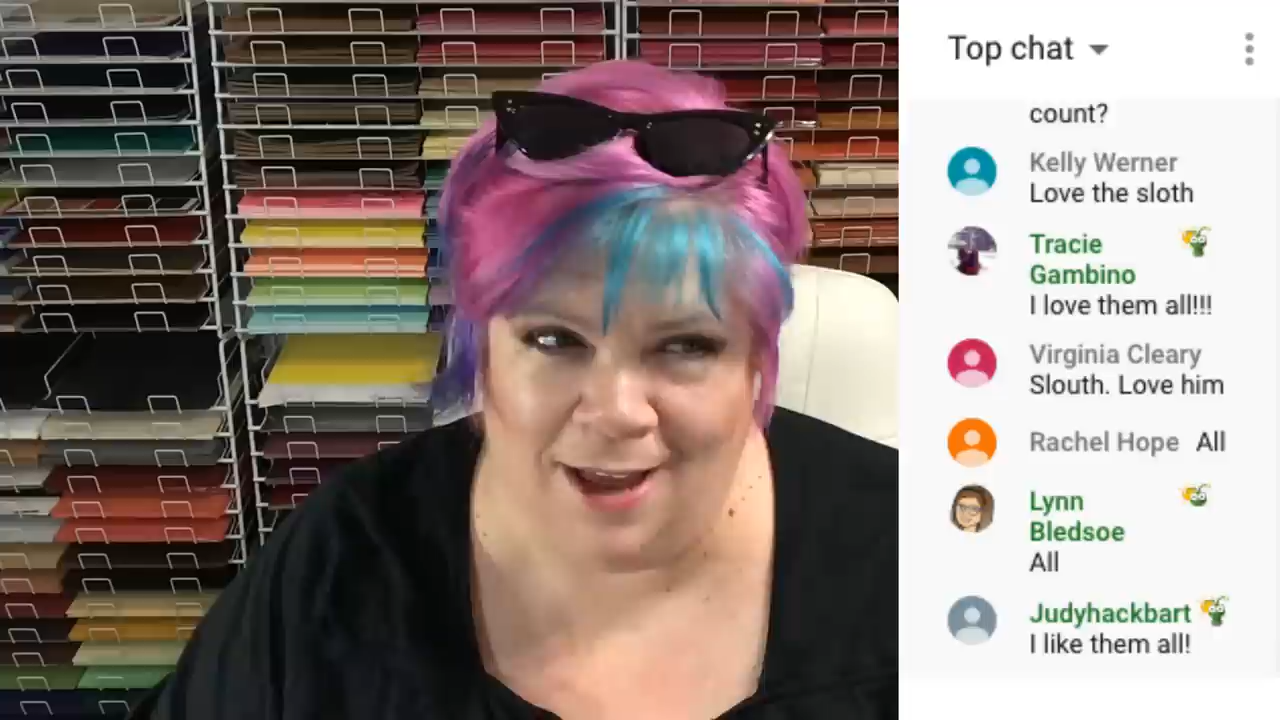 Top chat
count?
Kelly Werner
Love the sloth
Tracie
Gambino
I love them all!!!
Virginia Cleary
Slouth. Love him
Rachel Hope All
Lynn
Bledsoe
All
Judyhackbart
I like them all!